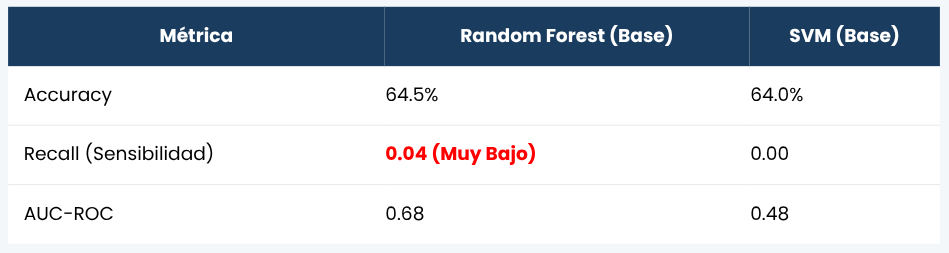 Métrica Random Forest (Base) SVM (Base)
Accuracy 64.5% 64.0%
Recall (Sensibilidad) 0.04 (Muy Bajo) 0.00
AUC-ROC 0.68 0.48